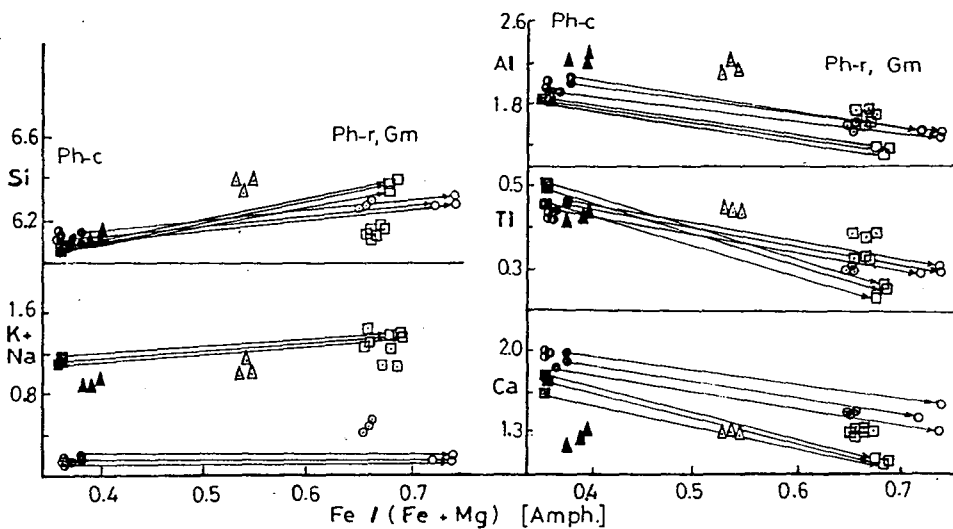 Ph-c
Ph-r, Gm
Si
6.6
6.2
K+
Na
1.6
0.8
0.4
0.5
0.6
0.7
Ph-c
Ph-r, Gm
2.6
Al
1.8
0.5
Ti
0.3
2.0
Ca
1.3
0.4
0.5
0.6
0.7
Fe / (Fe + Mg) [Amph.]